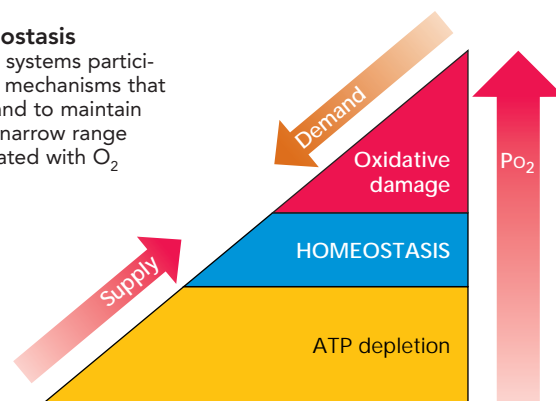 ostasis
systems partici-
mechanisms that
and to maintain
narrow range
ated with O₂
Demand
Oxidative
damage
PO₂
HOMEOSTASIS
Supply
ATP depletion